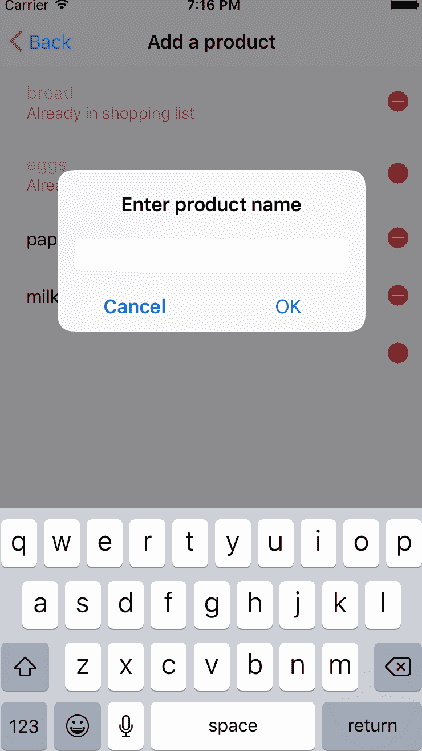 Carrier 7:16 PM
Back Add a product
bread
Already in shopping list
eggs
Alrea
Enter product name
pap
Cancel OK
milk
q w e r t y u i o p
a s d f g h j k l
z x c v b n m
123 space return